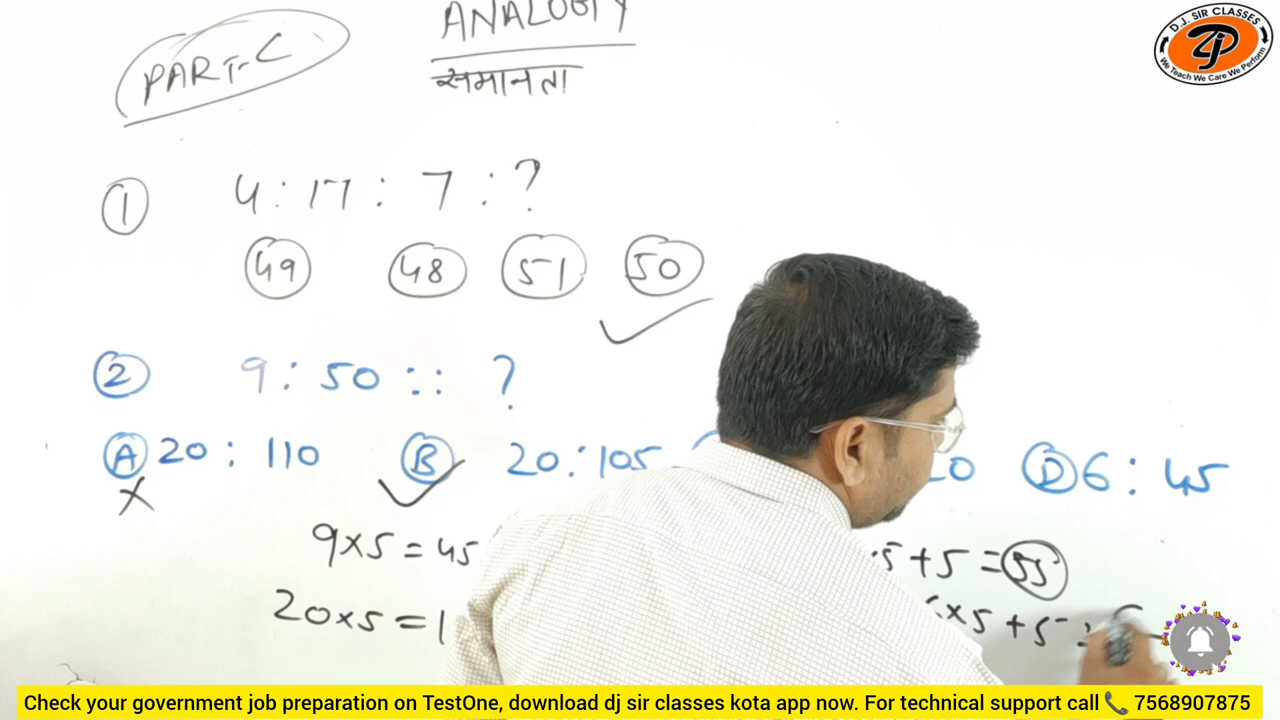 PART-C
ANALOGY
समानता
D.J. SIR CLASSES
We Teach We Care We Perform
① 4 : 17 : 7 : ?
49 48 51 50
② 9 : 50 :: ?
Ⓐ 20 : 110 Ⓑ 20 : 105 20 Ⓓ 6 : 45
9×5 = 45
5 + 5 = 55
20×5 = 1
6×5 + 5 =
Check your government job preparation on TestOne, download dj sir classes kota app now. For technical support call 📞 7568907875